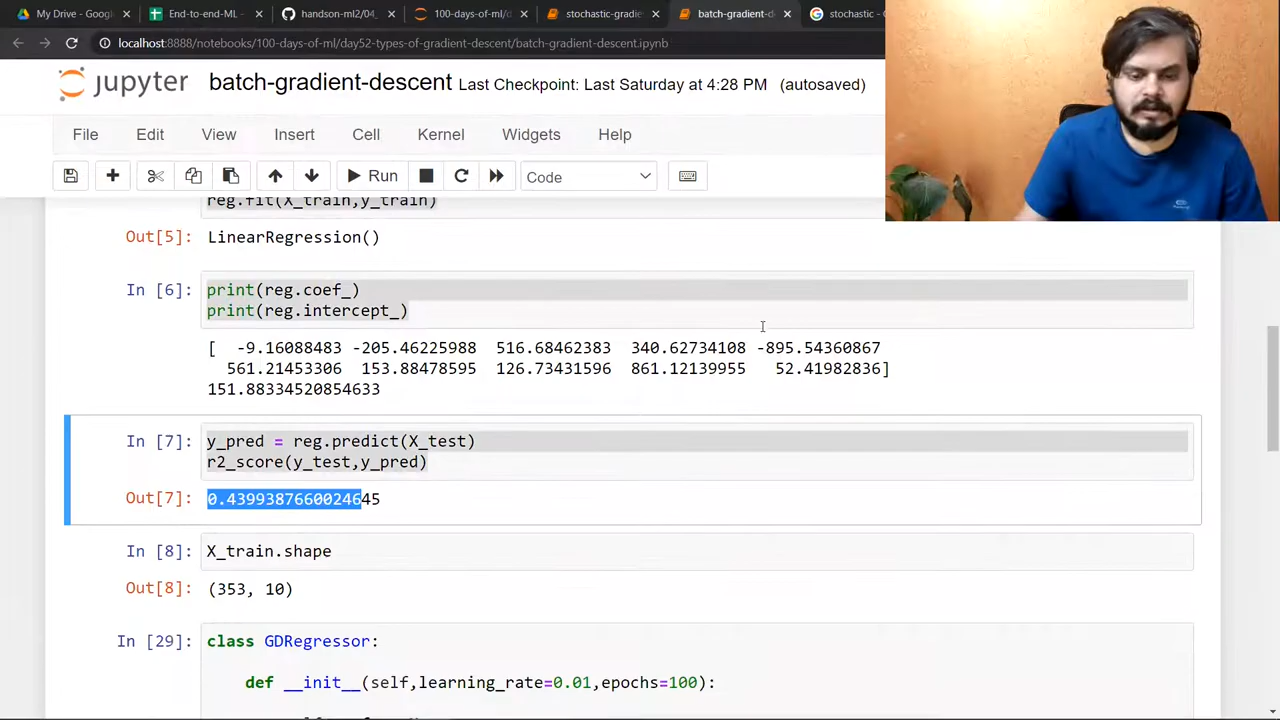 My Drive - Google
End-to-end-ML -
handson-ml2/04_
100-days-of-ml/d
stochastic-gradie
batch-gradient-d
stochastic - G
localhost:8888/notebooks/100-days-of-ml/day52-types-of-gradient-descent/batch-gradient-descent.ipynb
jupyter batch-gradient-descent Last Checkpoint: Last Saturday at 4:28 PM (autosaved)
File Edit View Insert Cell Kernel Widgets Help
Run Code
reg.fit(X_train,y_train)
Out[5]: LinearRegression()
In [6]: print(reg.coef_)
print(reg.intercept_)
[ -9.16088483 -205.46225988 516.68462383 340.62734108 -895.54360867
561.21453306 153.88478595 126.73431596 861.12139955 52.41982836]
151.88334520854633
In [7]: y_pred = reg.predict(X_test)
r2_score(y_test,y_pred)
Out[7]: 0.4399387660024645
In [8]: X_train.shape
Out[8]: (353, 10)
In [29]: class GDRegressor:
def __init__(self,learning_rate=0.01,epochs=100):